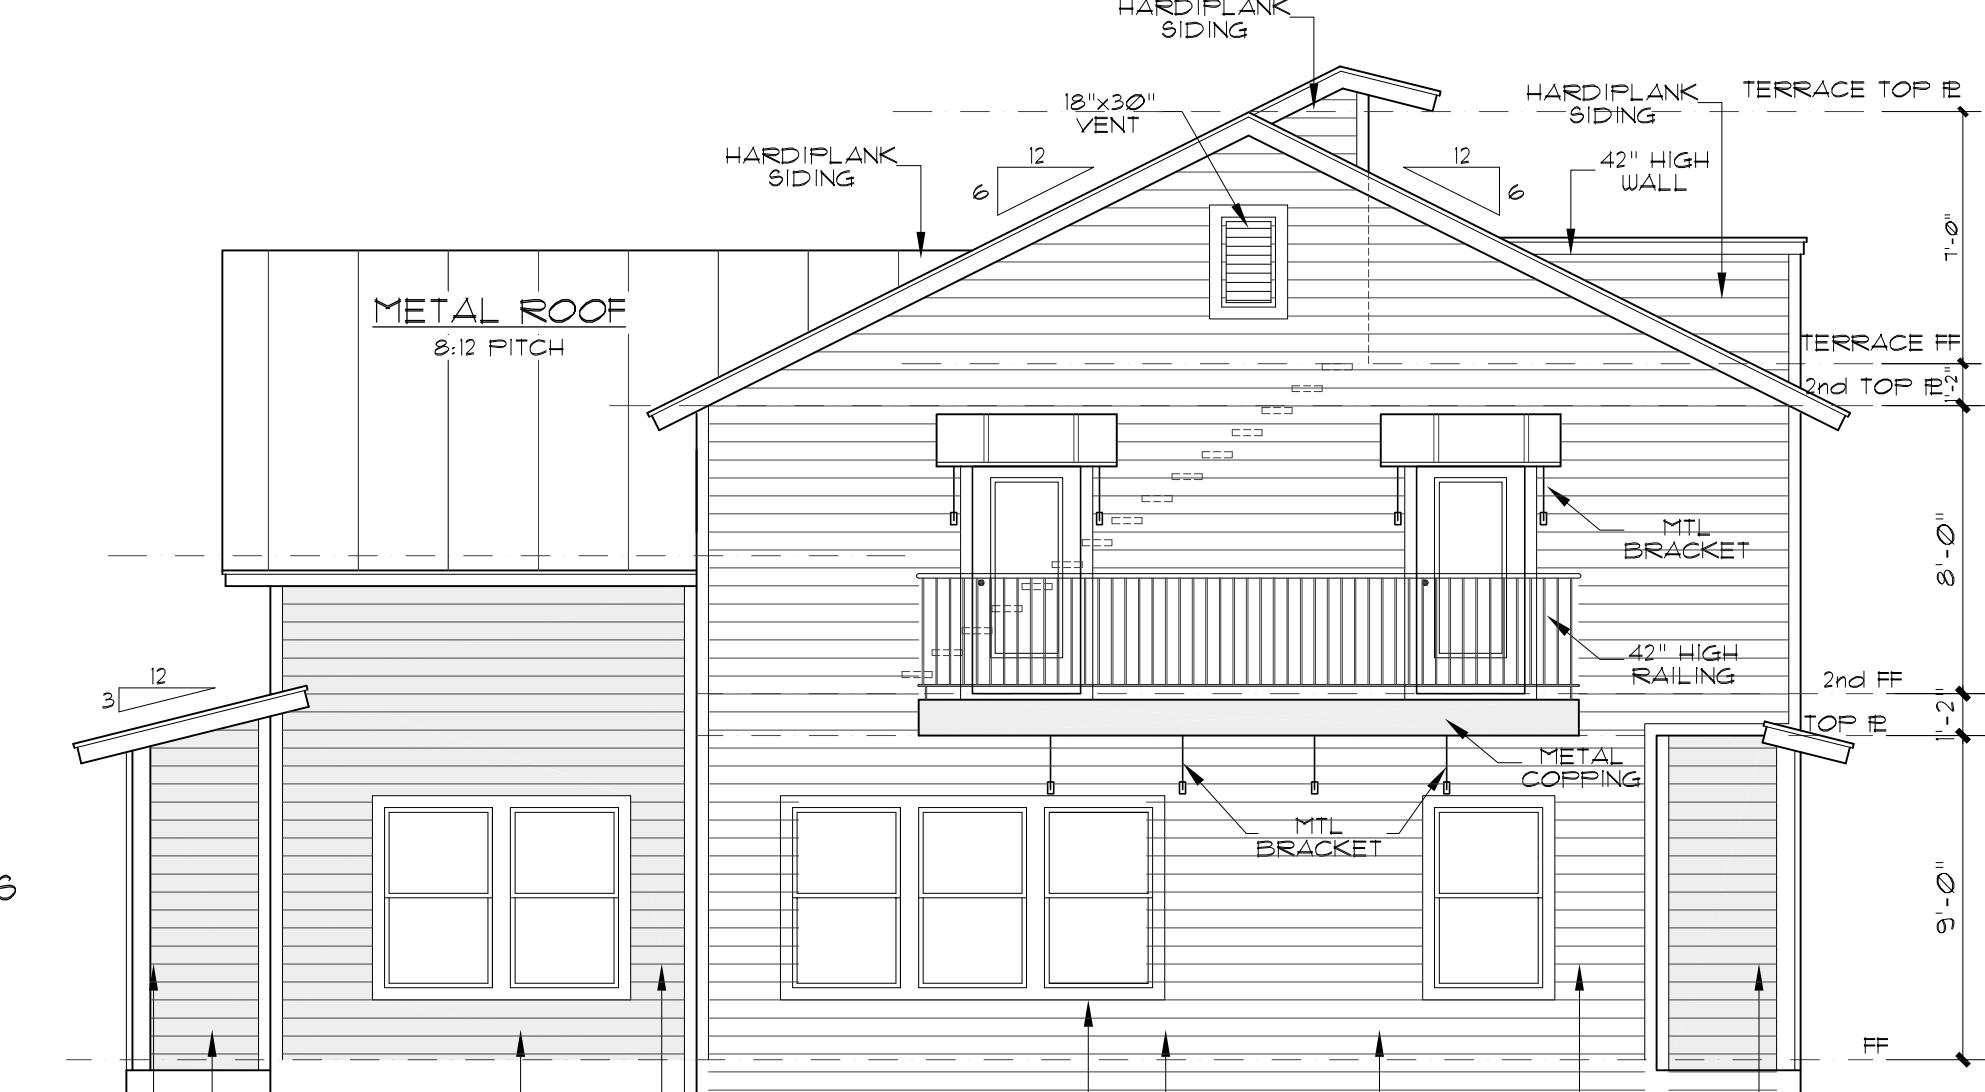 HARDIPLANK
SIDING
18"x30"
VENT
HARDIPLANK
SIDING
TERRACE TOP PL
HARDIPLANK
SIDING
12
6
12
6
42" HIGH
WALL
7'-0"
METAL ROOF
8:12 PITCH
TERRACE FF
2nd TOP PL
1'-2"
MTL
BRACKET
8'-0"
42" HIGH
RAILING
12
3
2nd FF
TOP PL
1'-2"
METAL
COPPING
MTL
BRACKET
9'-0"
FF